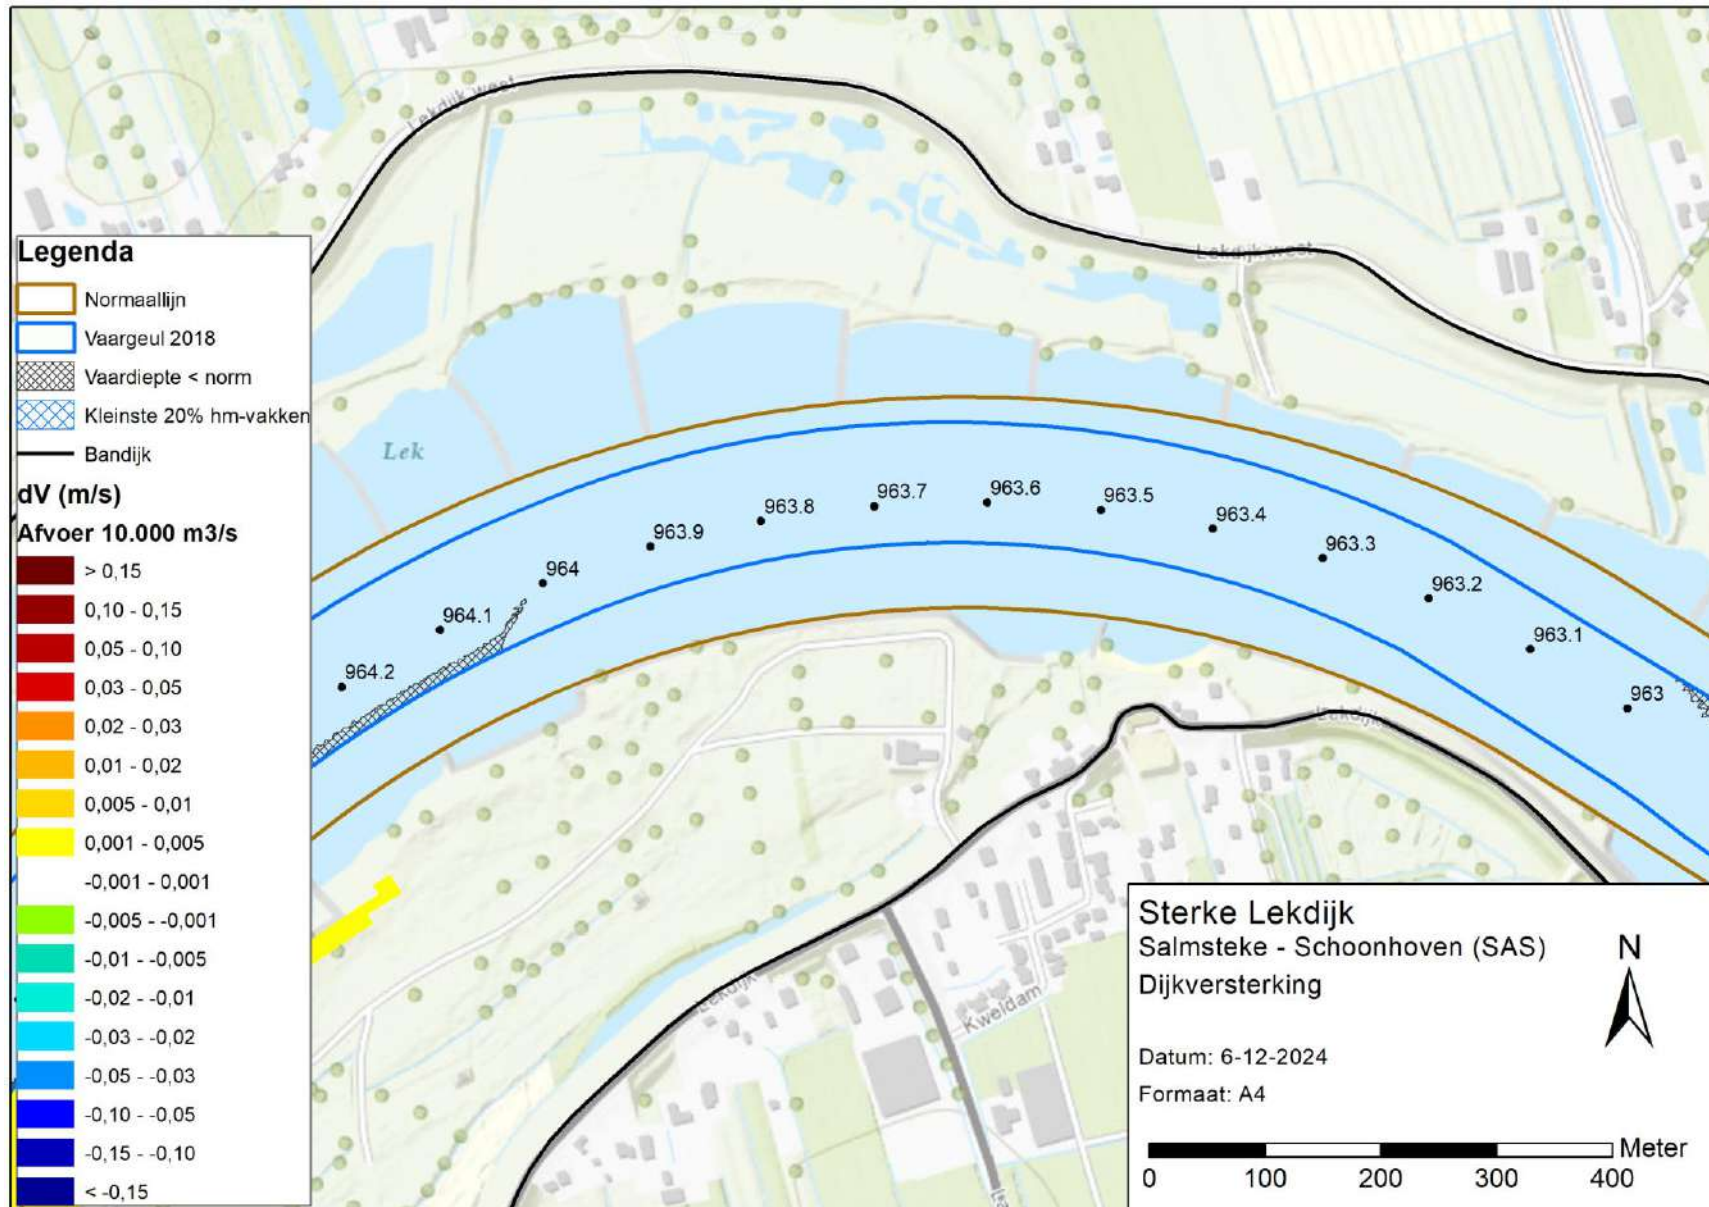 Lekdijk west
Lekdijk west
Legenda
Normaallijn
Vaargeul 2018
Vaardiepte < norm
Kleinste 20% hm-vakken
Bandijk
dV (m/s)
Afvoer 10.000 m3/s
> 0,15
0,10 - 0,15
0,05 - 0,10
0,03 - 0,05
0,02 - 0,03
0,01 - 0,02
0,005 - 0,01
0,001 - 0,005
-0,001 - 0,001
-0,005 - -0,001
-0,01 - -0,005
-0,02 - -0,01
-0,03 - -0,02
-0,05 - -0,03
-0,10 - -0,05
-0,15 - -0,10
< -0,15
Lek
964.2
964.1
964
963.9
963.8
963.7
963.6
963.5
963.4
963.3
963.2
963.1
963
Lekdijk
Lekdijk
Kweldam
Sterke Lekdijk
Salmsteke - Schoonhoven (SAS)
Dijkversterking
N
Datum: 6-12-2024
Formaat: A4
Meter
0 100 200 300 400